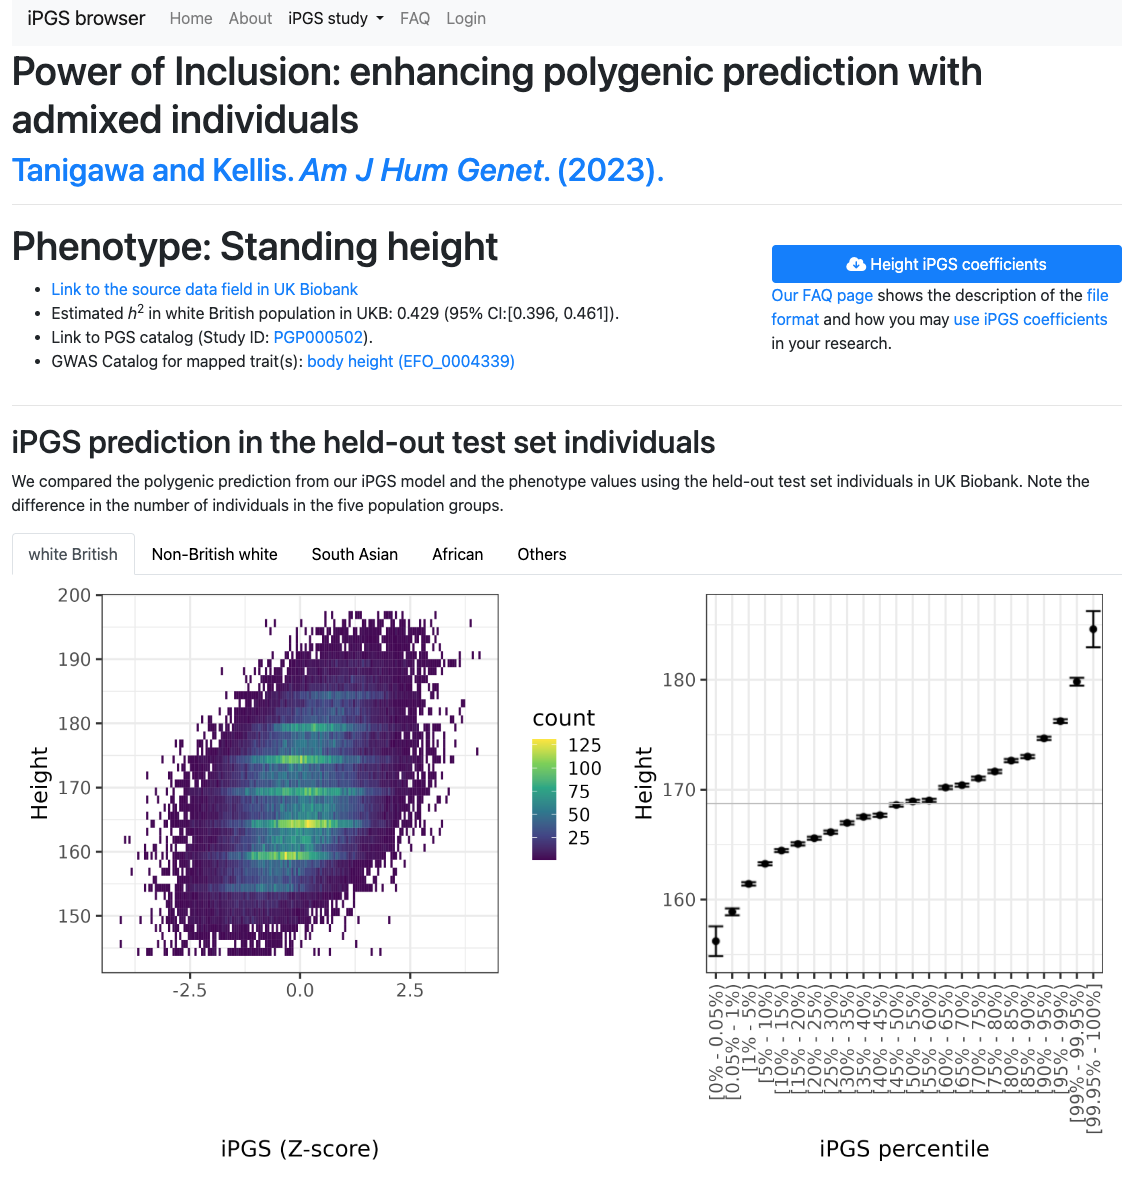 iPGS browser Home About iPGS study FAQ Login
Power of Inclusion: enhancing polygenic prediction with
admixed individuals
Tanigawa and Kellis. Am J Hum Genet. (2023).
Phenotype: Standing height
Link to the source data field in UK Biobank
Estimated h2 in white British population in UKB: 0.429 (95% CI:[0.396, 0.461]).
Link to PGS catalog (Study ID: PGP000502).
GWAS Catalog for mapped trait(s): body height (EFO_0004339)
Height iPGS coefficients
Our FAQ page shows the description of the file
format and how you may use iPGS coefficients
in your research.
iPGS prediction in the held-out test set individuals
We compared the polygenic prediction from our iPGS model and the phenotype values using the held-out test set individuals in UK Biobank. Note the
difference in the number of individuals in the five population groups.
white British Non-British white South Asian African Others
200
190
180
170
160
150
Height
-2.5 0.0 2.5
iPGS (Z-score)
count
125
100
75
50
25
Height
180
170
160
[0% - 0.05%)
[0.05% - 1%)
[1% - 5%)
[5% - 10%)
[10% - 15%)
[15% - 20%)
[20% - 25%)
[25% - 30%)
[30% - 35%)
[35% - 40%)
[40% - 45%)
[45% - 50%)
[50% - 55%)
[55% - 60%)
[60% - 65%)
[65% - 70%)
[70% - 75%)
[75% - 80%)
[80% - 85%)
[85% - 90%)
[90% - 95%)
[95% - 99%)
[99% - 99.95%)
[99.95% - 100%]
iPGS percentile